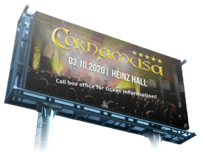 CORNAMUSA
03.10.2020 | HEINZ HALL
Call box office for ticket information!